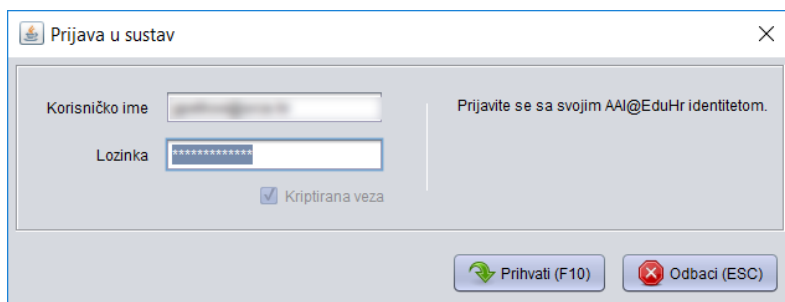 Prijava u sustav
Korisničko ime
Prijavite se sa svojim AAI@EduHr identitetom.
Lozinka
*************
Kriptirana veza
Prihvati (F10)
Odbaci (ESC)